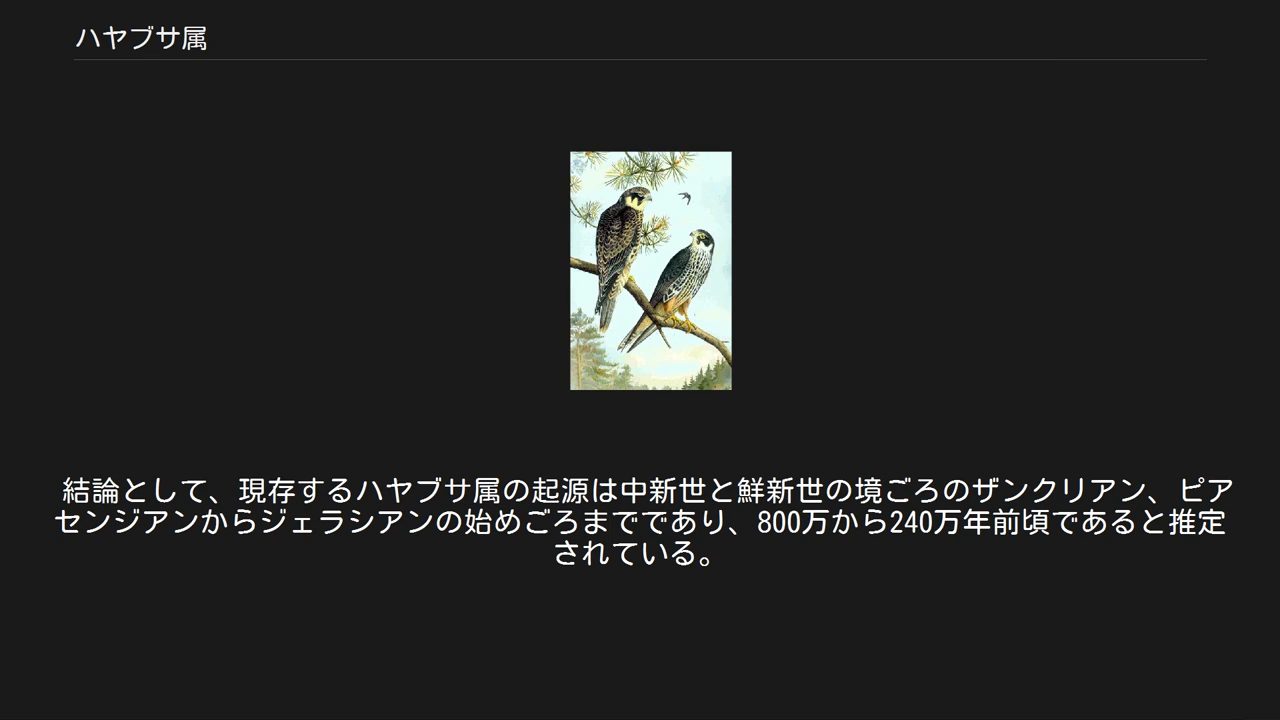 ハヤブサ属
結論として、現存するハヤブサ属の起源は中新世と鮮新世の境ごろのザンクリアン、ピア
センジアンからジェラシアンの始めごろまでであり、800万から240万年前頃であると推定
されている。